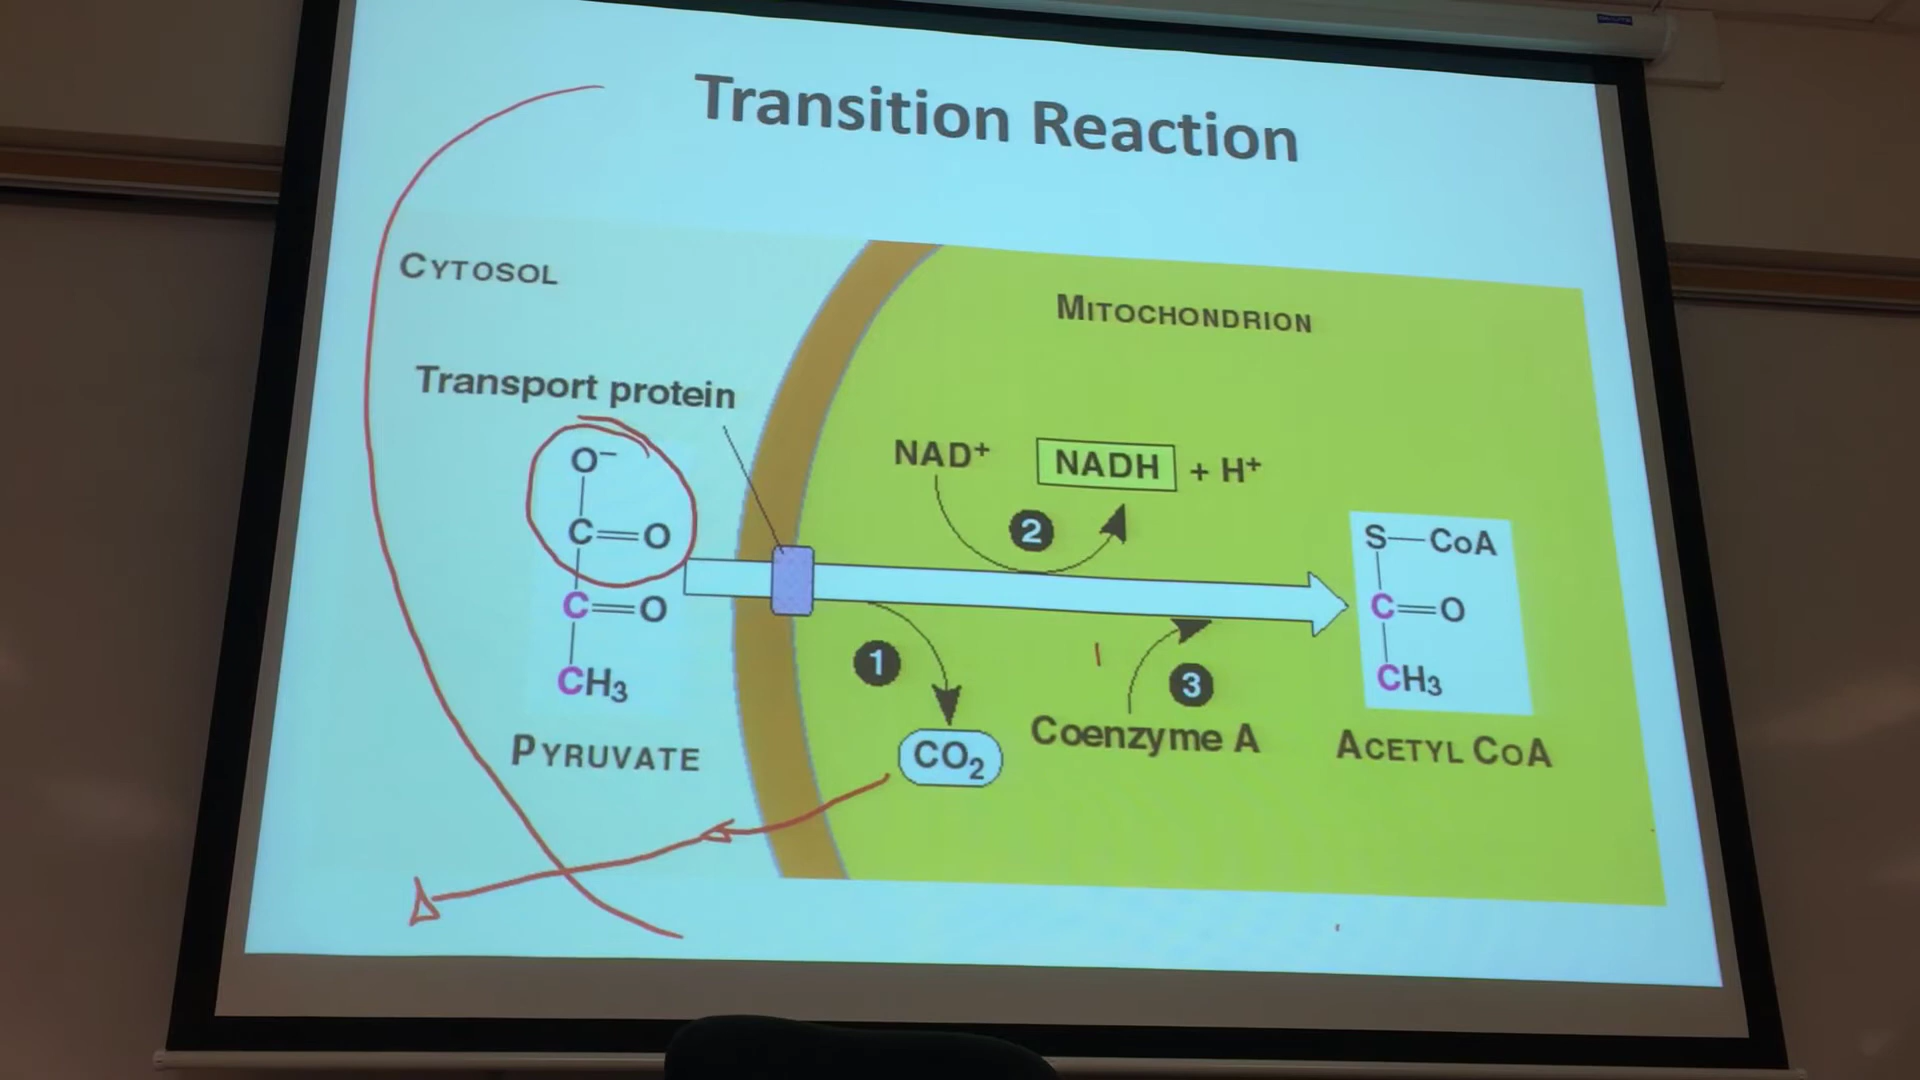 Transition Reaction
CYTOSOL
MITOCHONDRION
Transport protein
NAD⁺ NADH + H⁺
O⁻
C=O
C=O
CH₃
PYRUVATE
2
1
3
CO₂
Coenzyme A
S—CoA
C=O
CH₃
ACETYL CoA